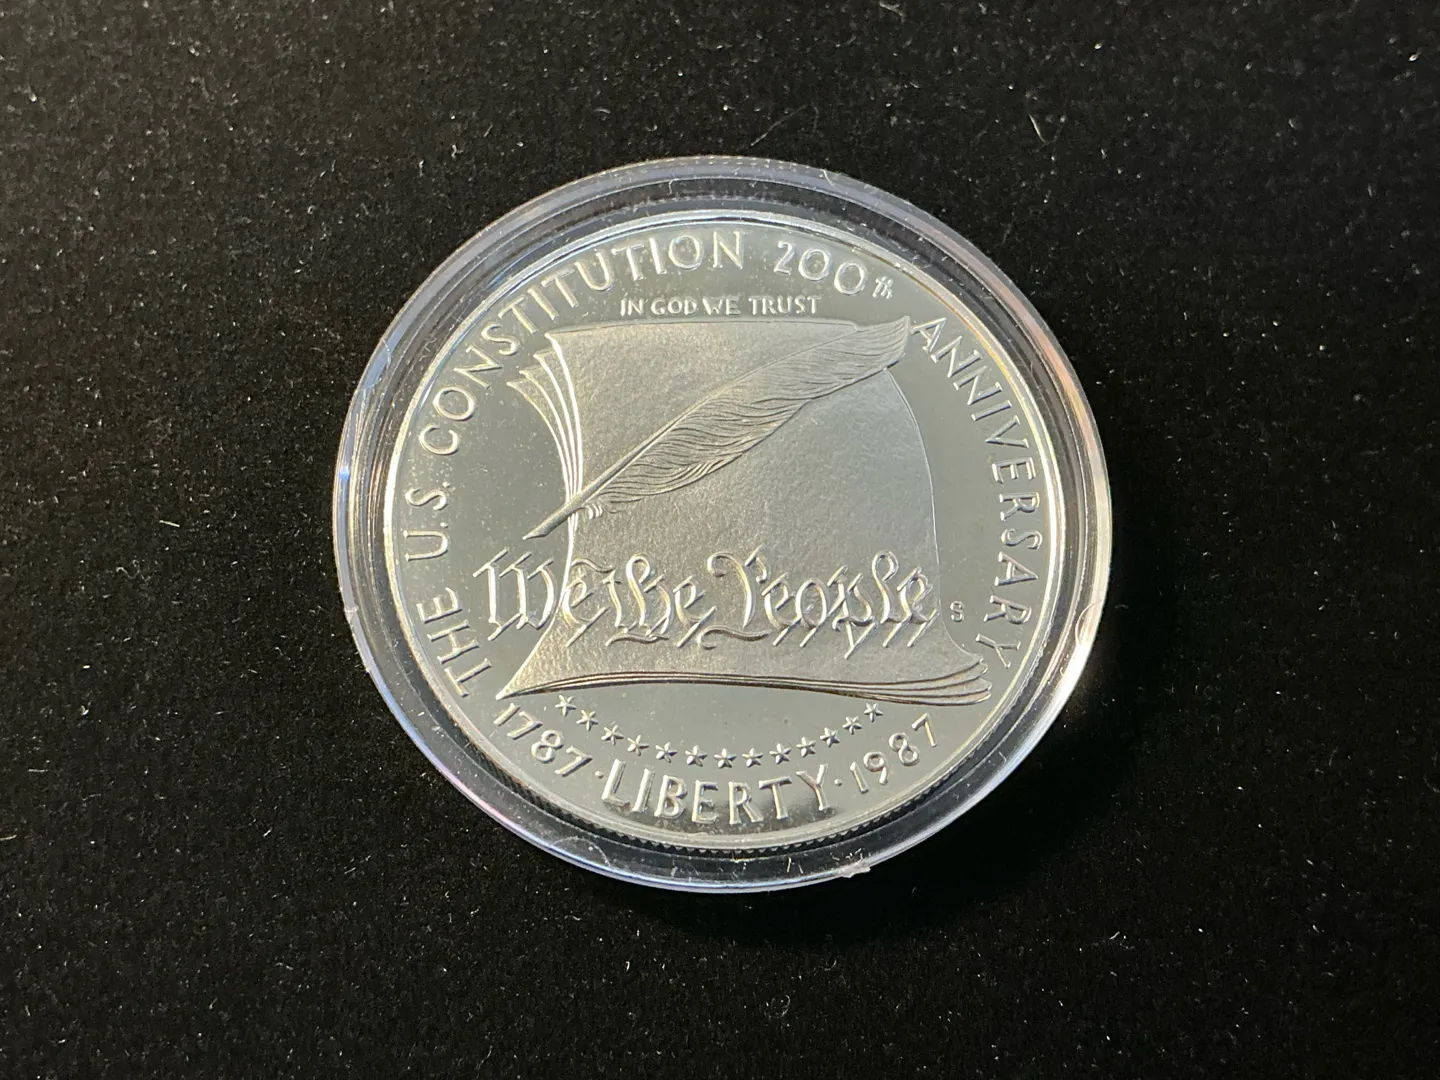 THE U.S. CONSTITUTION 200th ANNIVERSARY
IN GOD WE TRUST
We the People
S
1787 · LIBERTY · 1987